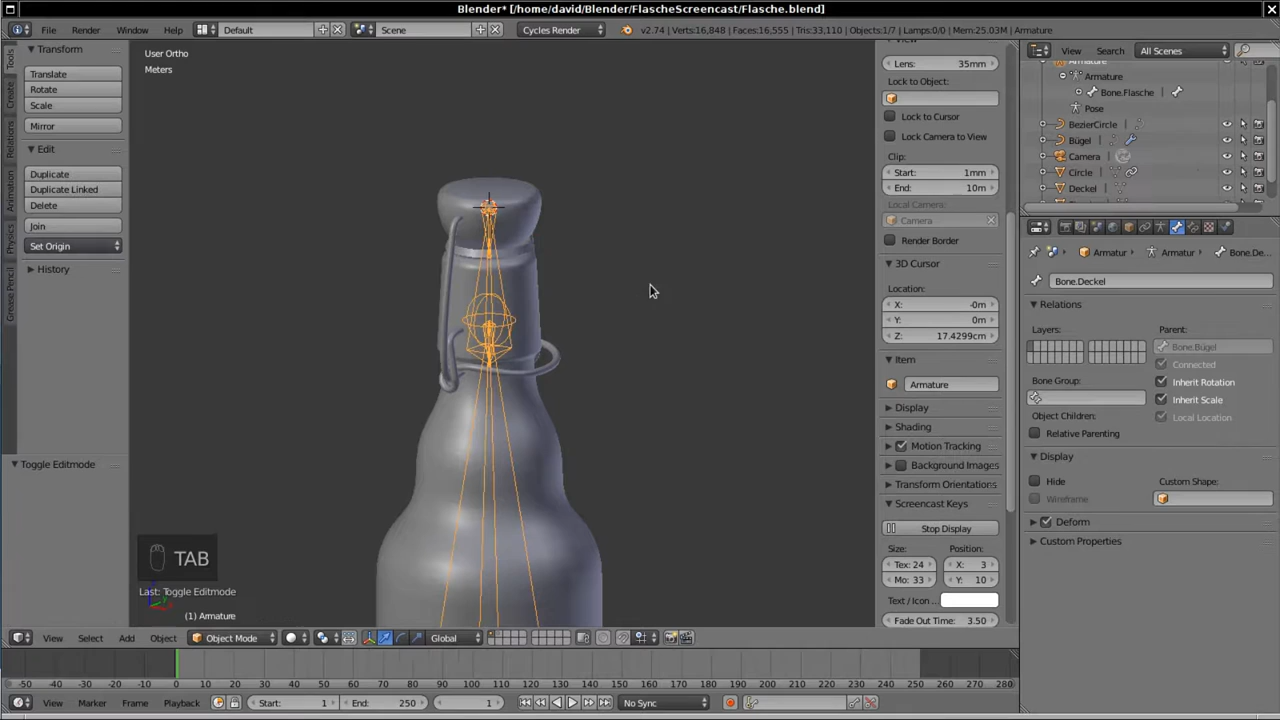 Blender* [/home/david/Blender/FlascheScreencast/Flasche.blend]
File Render Window Help Default Scene Cycles Render v2.74 | Verts:16,848 | Faces:16,555 | Tris:33,110 | Objects:1/7 | Lamps:0/0 | Mem:25.03M | Armature
Tools
Create
Relations
Animation
Physics
Grease Pencil
Transform
Translate
Rotate
Scale
Mirror
Edit
Duplicate
Duplicate Linked
Delete
Join
Set Origin
History
Toggle Editmode
User Ortho
Meters
TAB
Last: Toggle Editmode
(1) Armature
Lens: 35mm
Lock to Object:
Lock to Cursor
Lock Camera to View
Clip:
Start: 1mm
End: 10m
Local Camera:
Camera
Render Border
3D Cursor
Location:
X: -0m
Y: 0m
Z: 17.4299cm
Item
Armature
Display
Shading
Motion Tracking
Background Images
Transform Orientations
Screencast Keys
Stop Display
Size: Position:
Tex: 24 X: 3
Mo: 33 Y: 10
Text / Icon ..
Fade Out Time: 3.50
View Search All Scenes
Armature
Armature
Bone.Flasche
Pose
BezierCircle
Bügel
Camera
Circle
Deckel
Armatur Armatur Bone.De...
Bone.Deckel
Relations
Layers: Parent:
Bone.Bügel
Connected
Bone Group: Inherit Rotation
Inherit Scale
Object Children: Local Location
Relative Parenting
Display
Hide Custom Shape:
Wireframe
Deform
Custom Properties
View Select Add Object Object Mode Global
-50 -40 -30 -20 -10 0 10 20 30 40 50 60 70 80 90 100 110 120 130 140 150 160 170 180 190 200 210 220 230 240 250 260 270 280
View Marker Frame Playback Start: 1 End: 250 1 No Sync